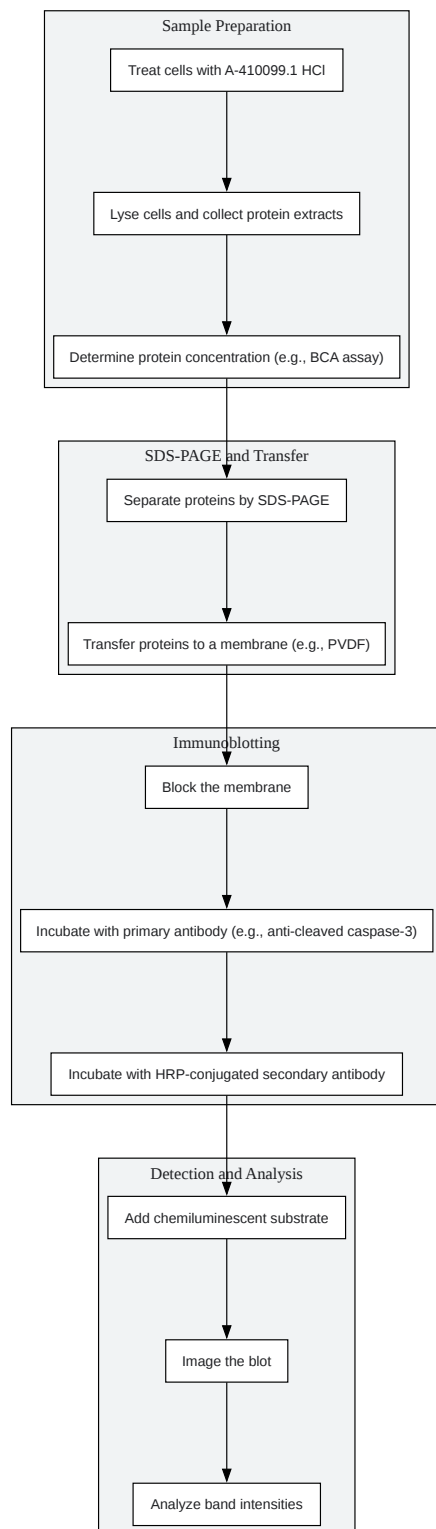 Sample Preparation
Treat cells with A-410099.1 HCl
Lyse cells and collect protein extracts
Determine protein concentration (e.g., BCA assay)
SDS-PAGE and Transfer
Separate proteins by SDS-PAGE
Transfer proteins to a membrane (e.g., PVDF)
Immunoblotting
Block the membrane
Incubate with primary antibody (e.g., anti-cleaved caspase-3)
Incubate with HRP-conjugated secondary antibody
Detection and Analysis
Add chemiluminescent substrate
Image the blot
Analyze band intensities